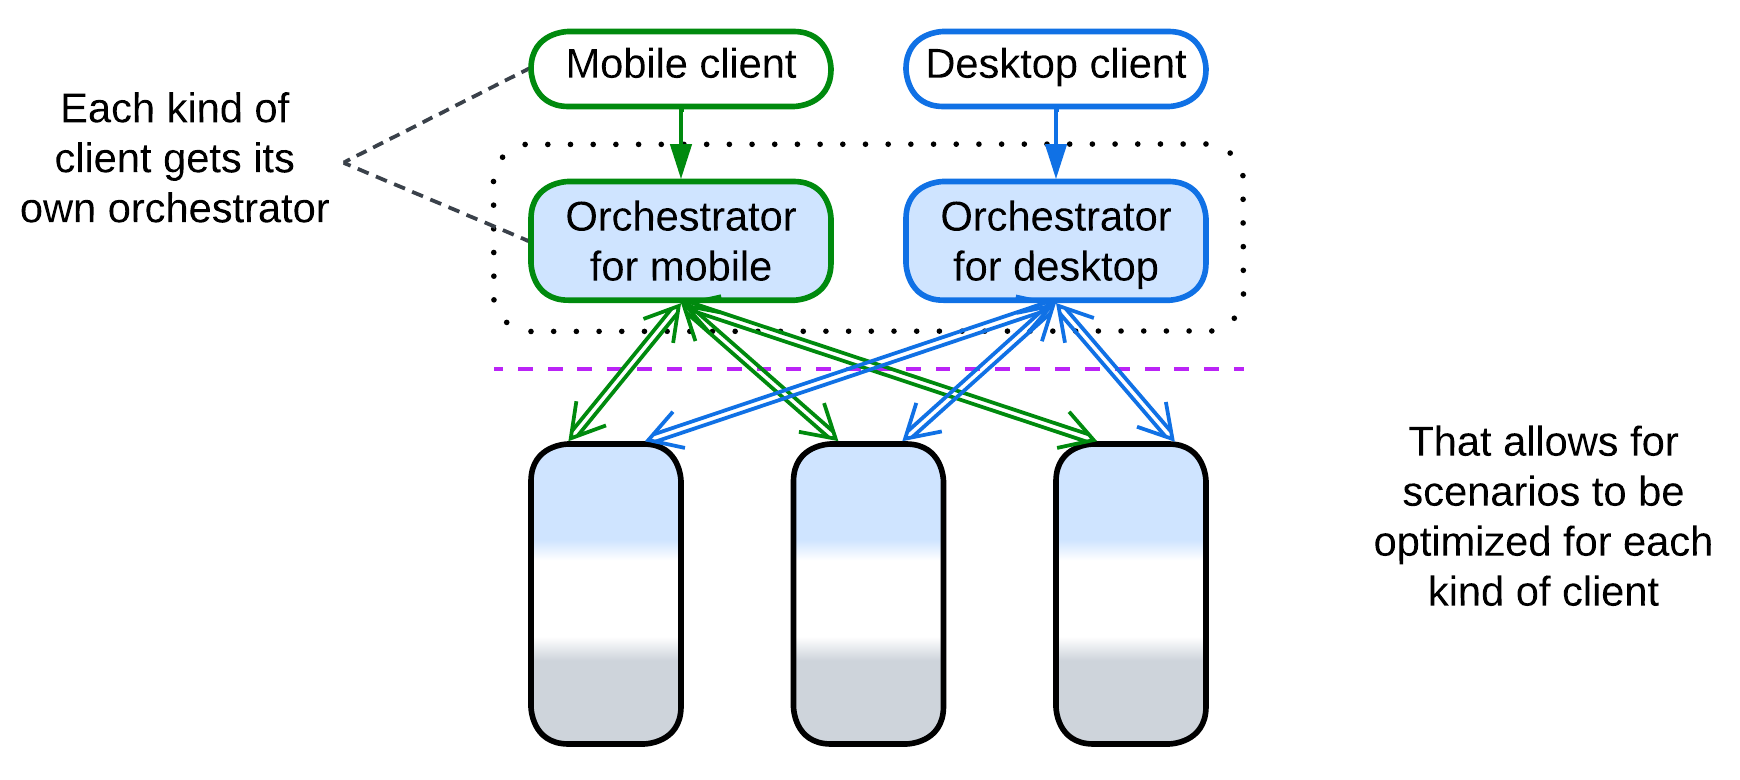 Mobile client
Desktop client
Each kind of
client gets its
own orchestrator
Orchestrator
for mobile
Orchestrator
for desktop
That allows for
scenarios to be
optimized for each
kind of client